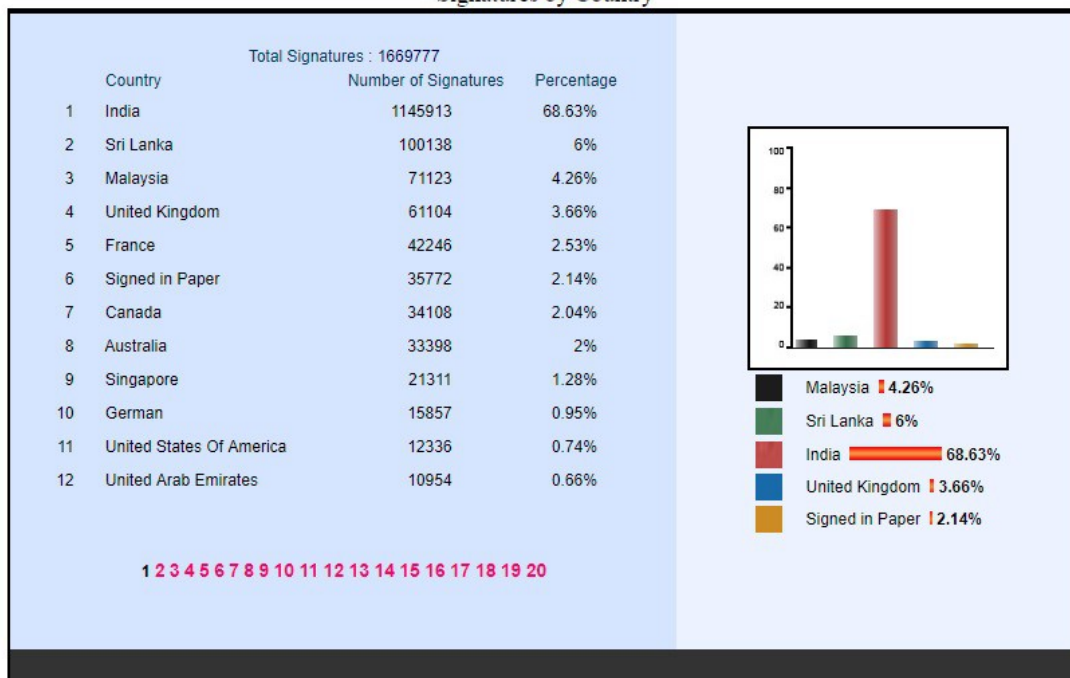 Signatures by Country
Total Signatures : 1669777
Country Number of Signatures Percentage
1 India 1145913 68.63%
2 Sri Lanka 100138 6%
3 Malaysia 71123 4.26%
4 United Kingdom 61104 3.66%
5 France 42246 2.53%
6 Signed in Paper 35772 2.14%
7 Canada 34108 2.04%
8 Australia 33398 2%
9 Singapore 21311 1.28%
10 German 15857 0.95%
11 United States Of America 12336 0.74%
12 United Arab Emirates 10954 0.66%
1 2 3 4 5 6 7 8 9 10 11 12 13 14 15 16 17 18 19 20
100
80
60
40
20
0
Malaysia 4.26%
Sri Lanka 6%
India 68.63%
United Kingdom 3.66%
Signed in Paper 2.14%